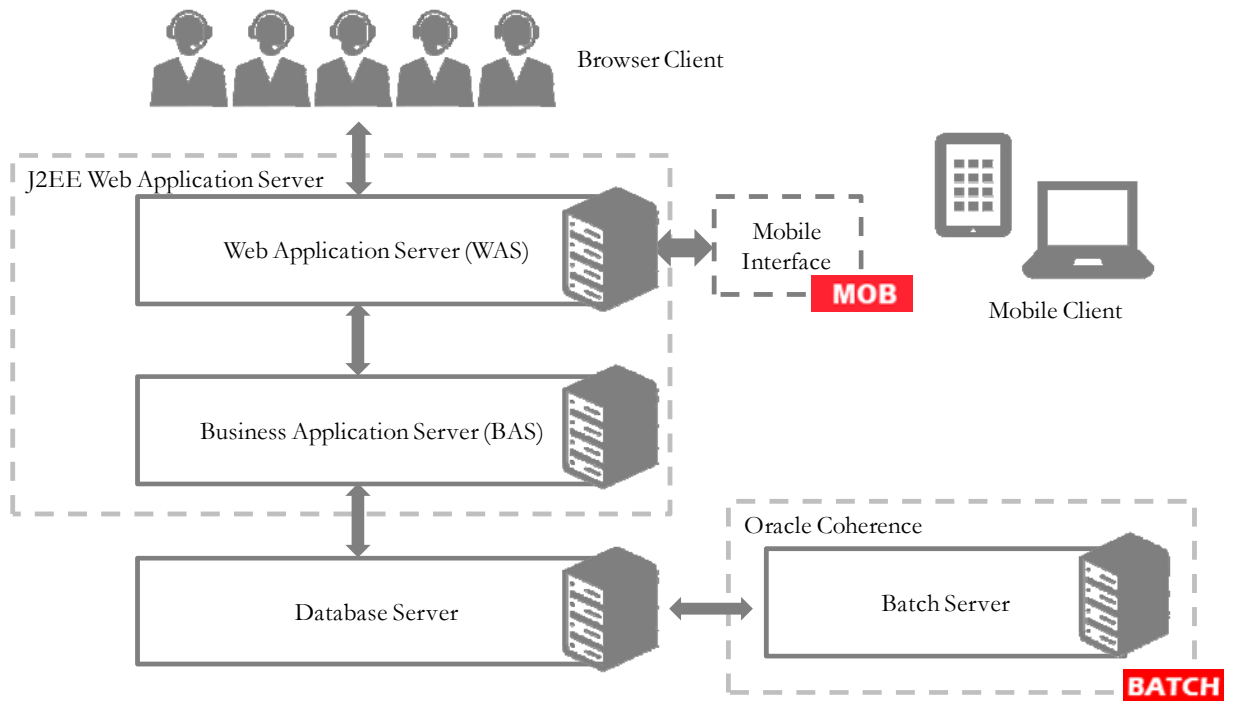 Browser Client
J2EE Web Application Server
Web Application Server (WAS)
Mobile
Interface
MOB
Mobile Client
Business Application Server (BAS)
Oracle Coherence
Database Server
Batch Server
BATCH